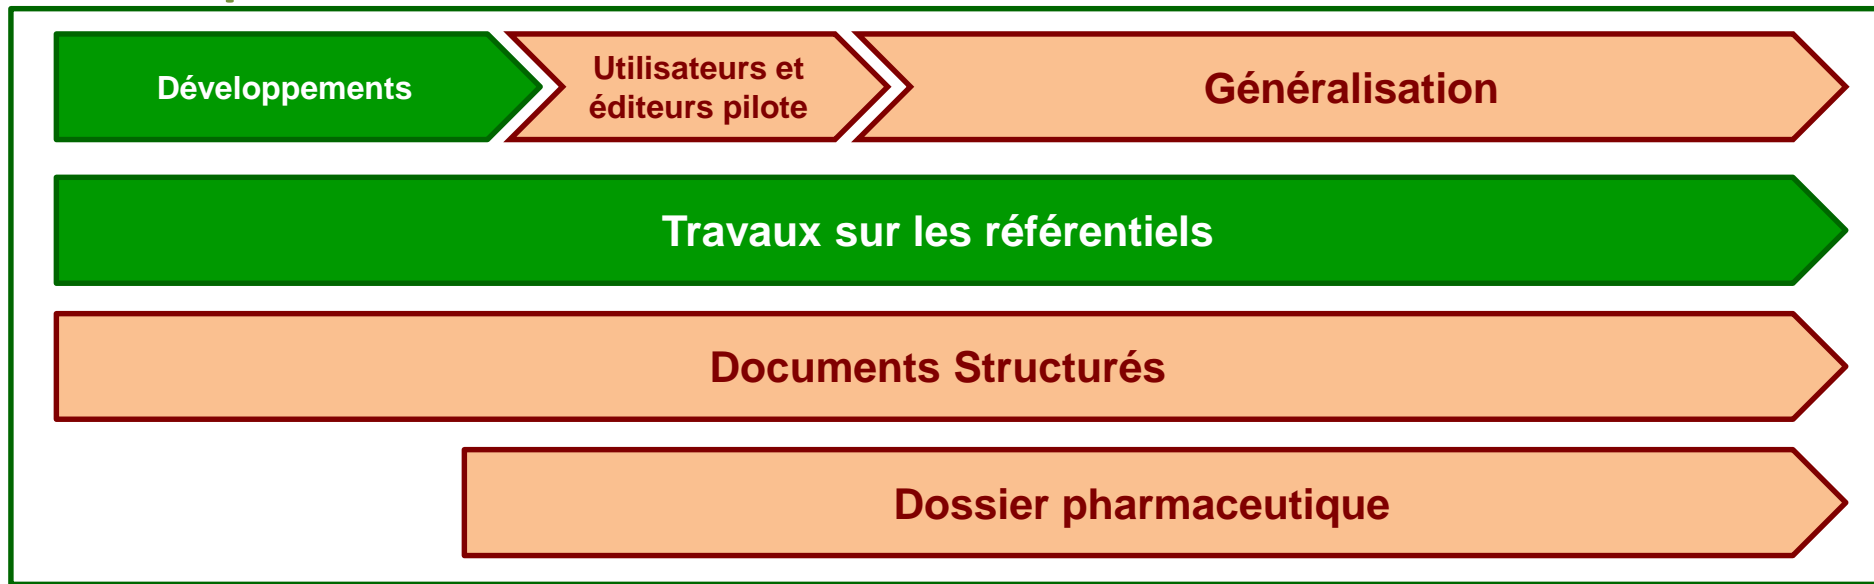 Développements
Utilisateurs et
éditeurs pilote
Généralisation
Travaux sur les référentiels
Documents Structurés
Dossier pharmaceutique